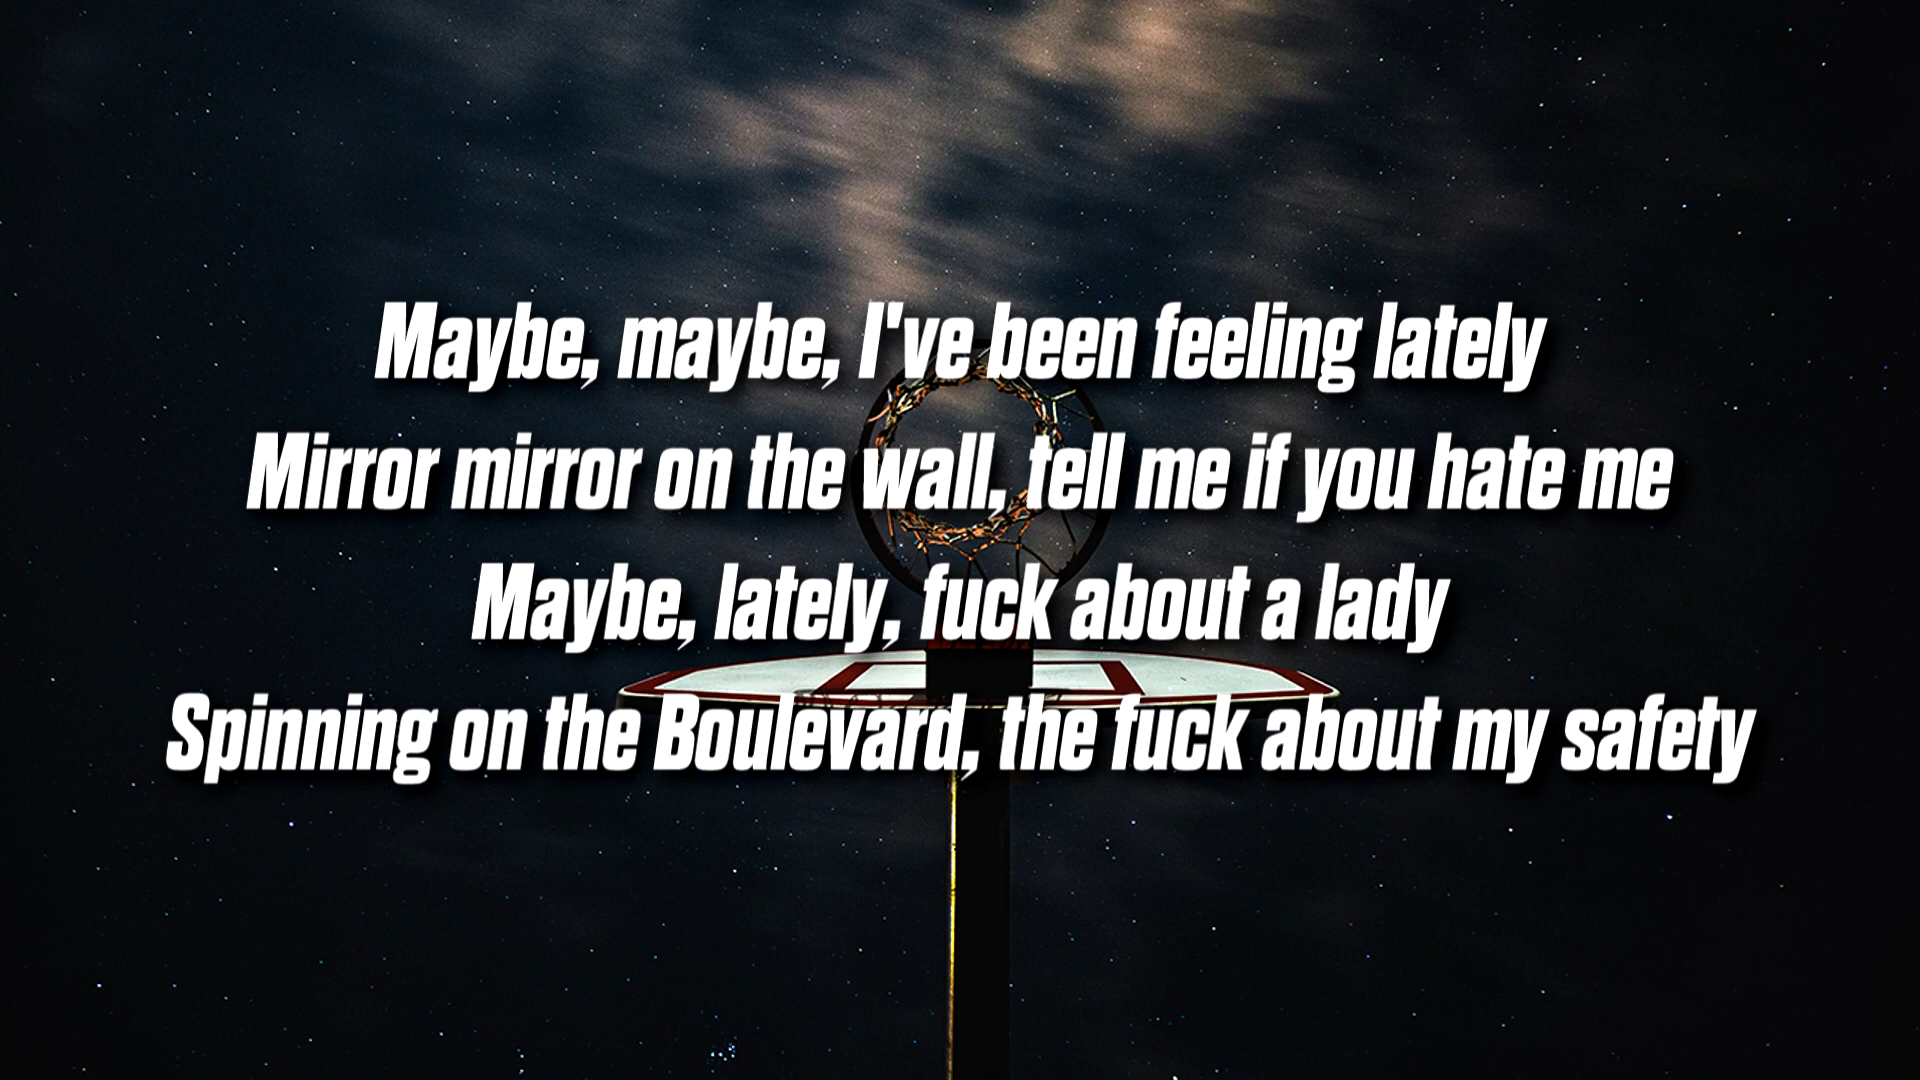 Maybe, maybe, I've been feeling lately
Mirror mirror on the wall, tell me if you hate me
Maybe, lately, fuck about a lady
Spinning on the Boulevard, the fuck about my safety